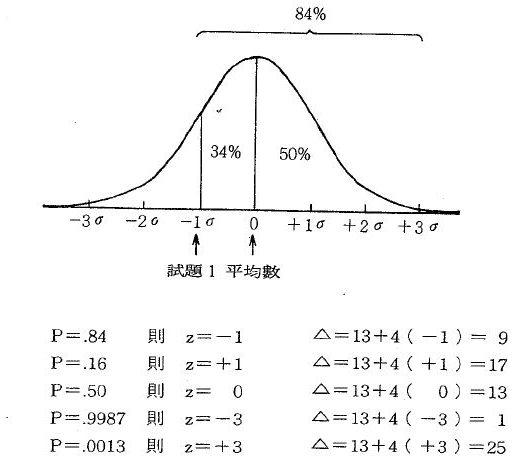 84%
34% 50%
-3σ -2σ -1σ 0 +1σ +2σ +3σ
試題1 平均數
P=.84 則 z=-1 △=13+4(-1)= 9
P=.16 則 z=+1 △=13+4(+1)=17
P=.50 則 z= 0 △=13+4( 0)=13
P=.9987 則 z=-3 △=13+4(-3)= 1
P=.0013 則 z=+3 △=13+4(+3)=25